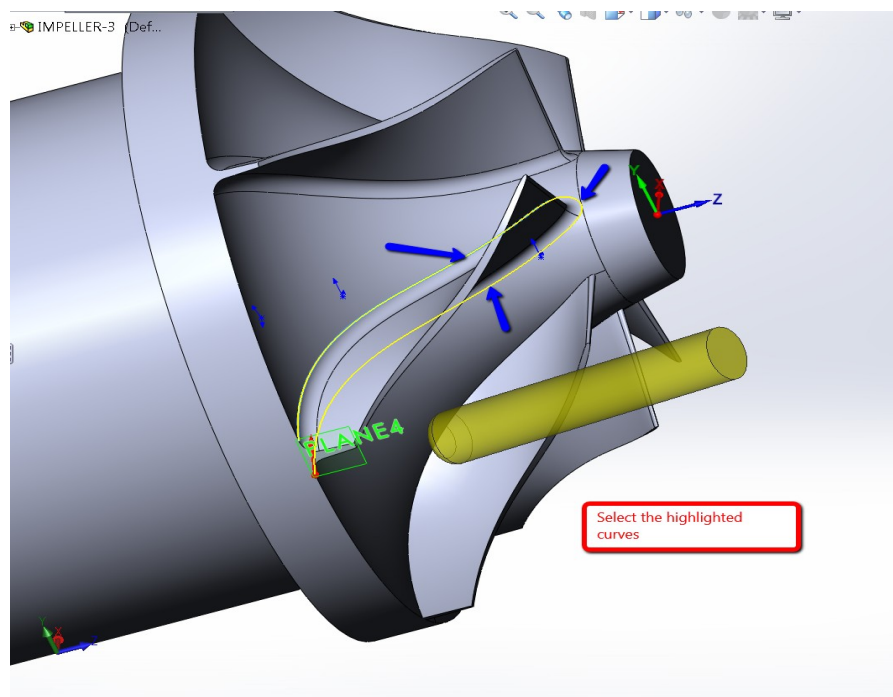 IMPELLER-3 (Def...
Y
X
Z
PLANE4
Select the highlighted
curves
Y
X
Z